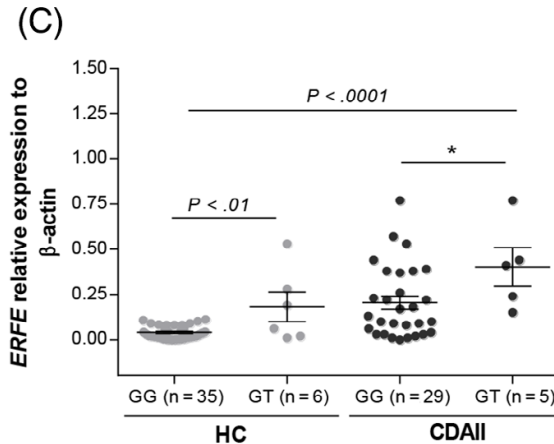 (C)
ERFE relative expression to
β-actin
1.50
1.25
1.00
0.75
0.50
0.25
0.00
P < .0001
*
P < .01
GG (n = 35) GT (n = 6) GG (n = 29) GT (n = 5)
HC CDAII